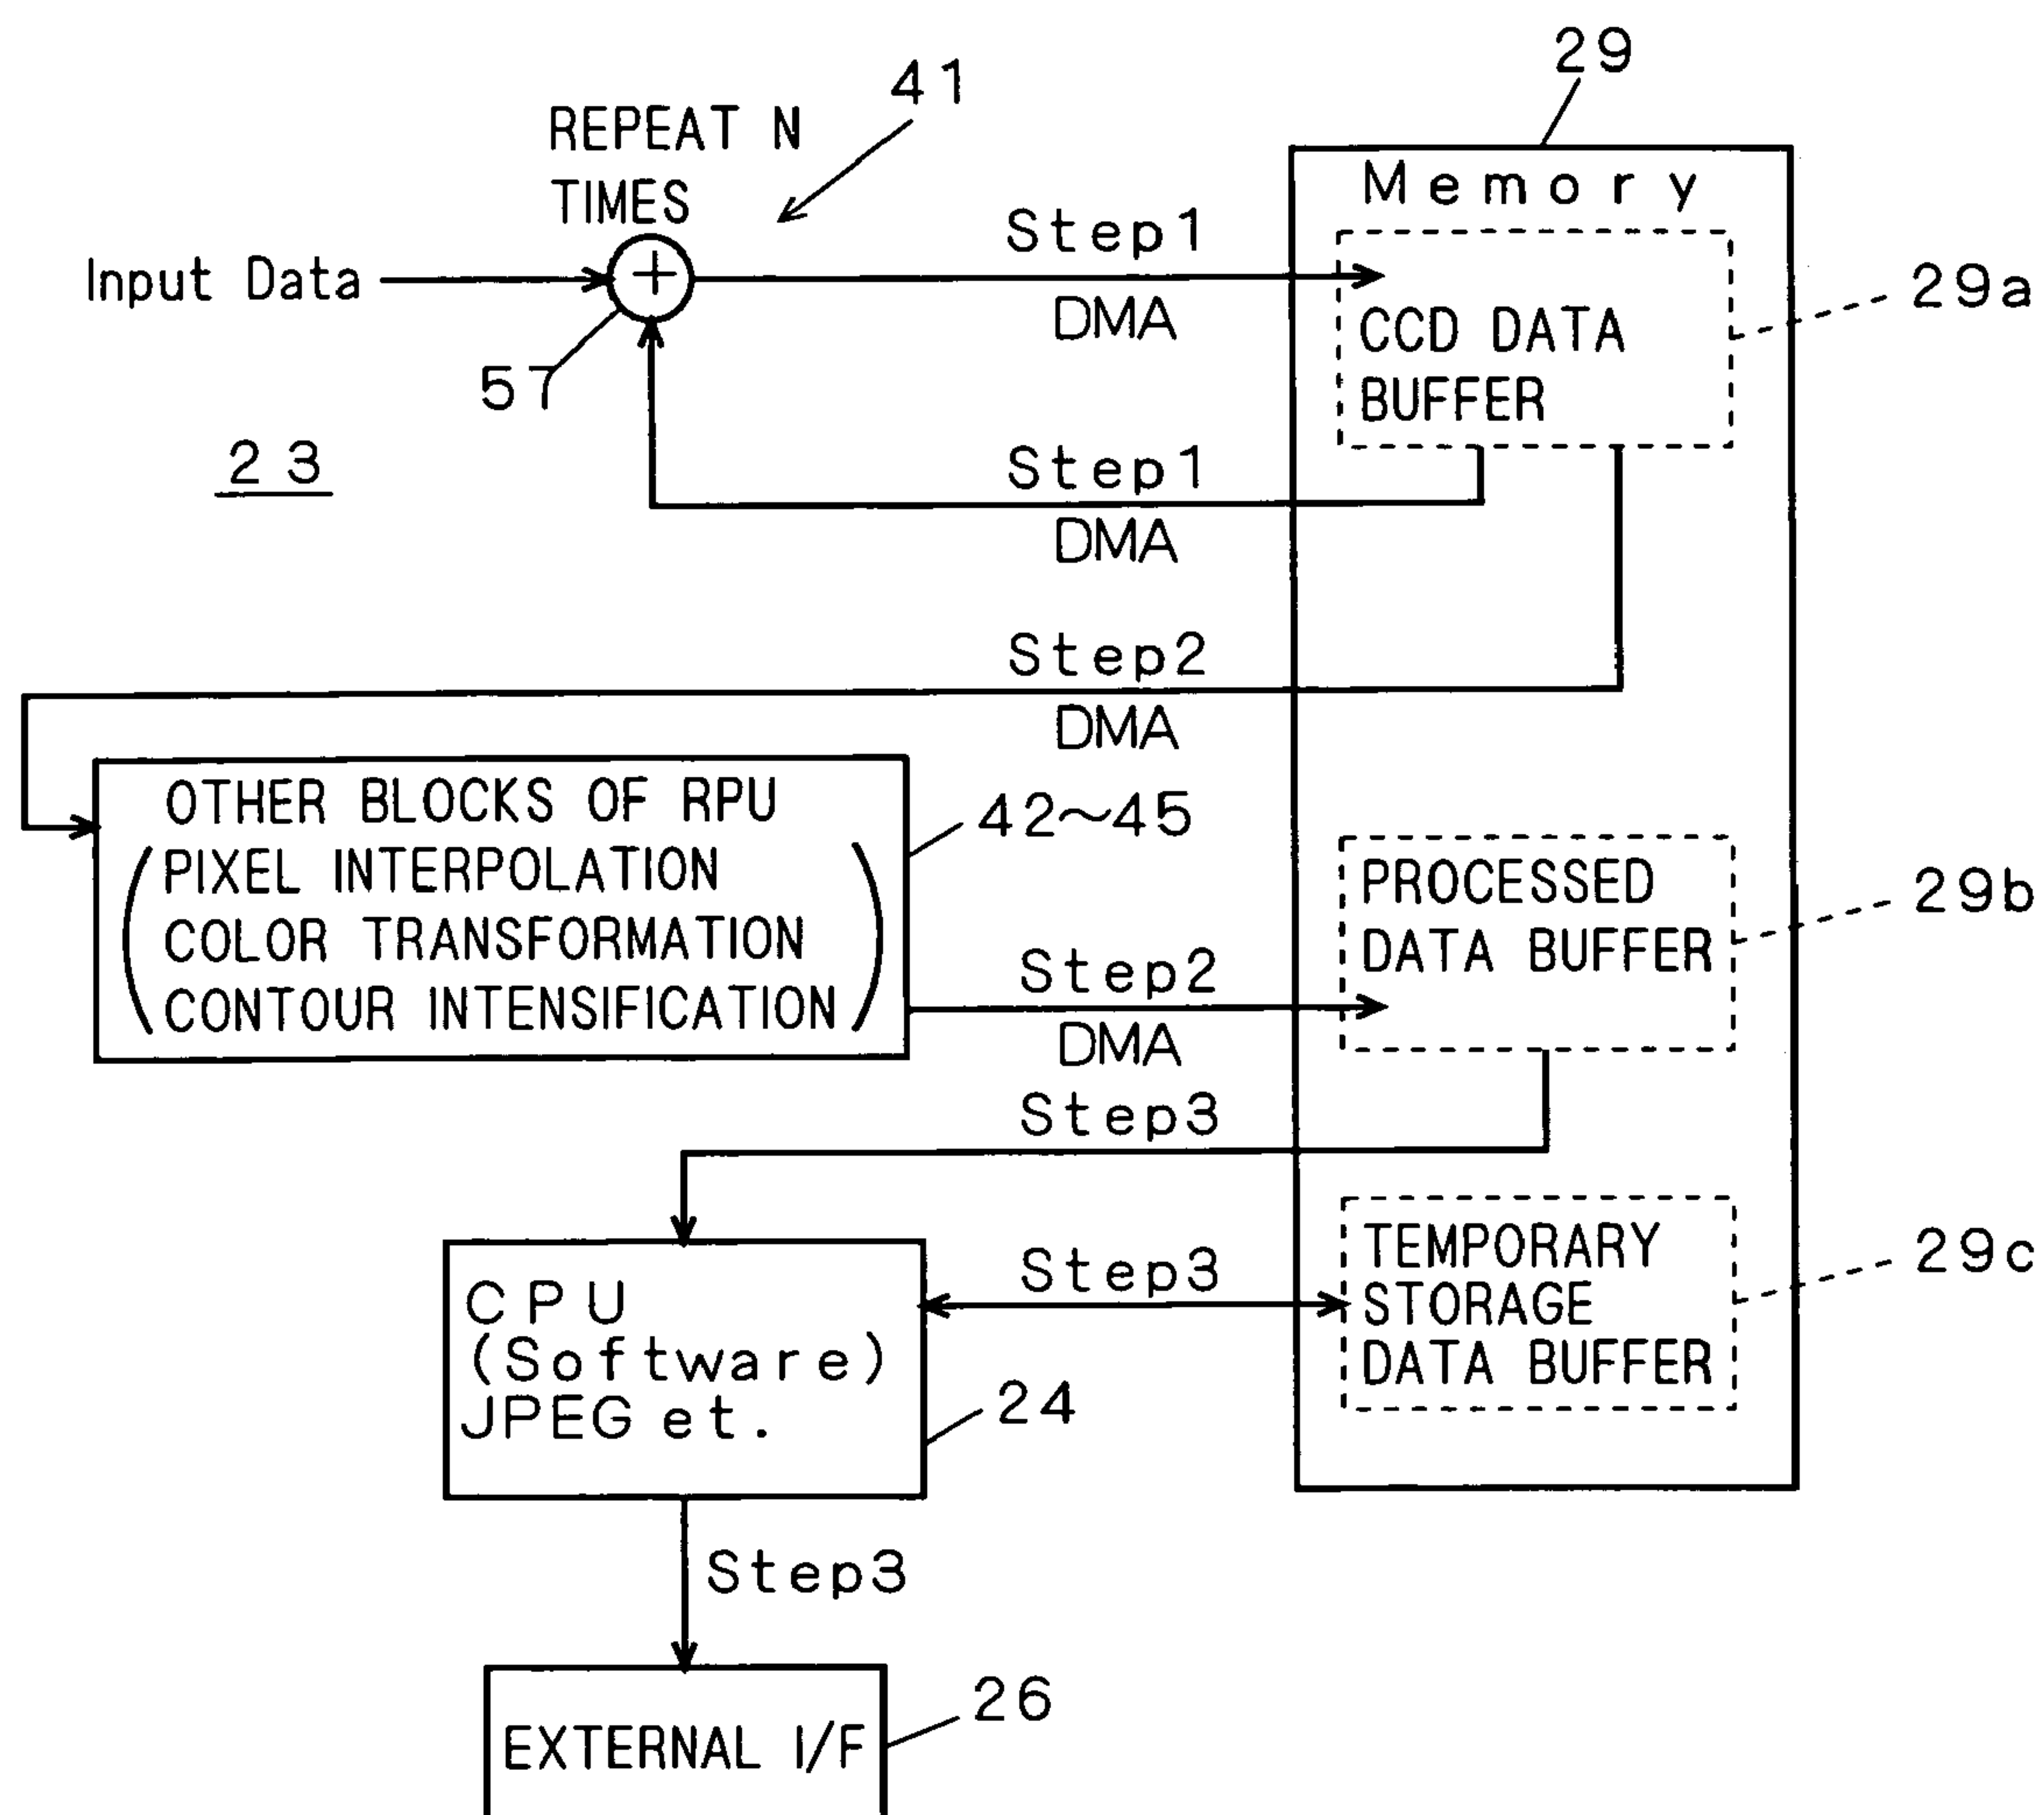 29
41
REPEAT N
TIMES
Memory
Step1
Input Data
+
DMA
29a
CCD DATA
BUFFER
57
23
Step1
DMA
Step2
DMA
OTHER BLOCKS OF RPU
PIXEL INTERPOLATION
COLOR TRANSFORMATION
CONTOUR INTENSIFICATION
42~45
PROCESSED
DATA BUFFER
29b
Step2
DMA
Step3
TEMPORARY
STORAGE
DATA BUFFER
29c
Step3
CPU
(Software)
JPEG et.
24
Step3
26
EXTERNAL I/F